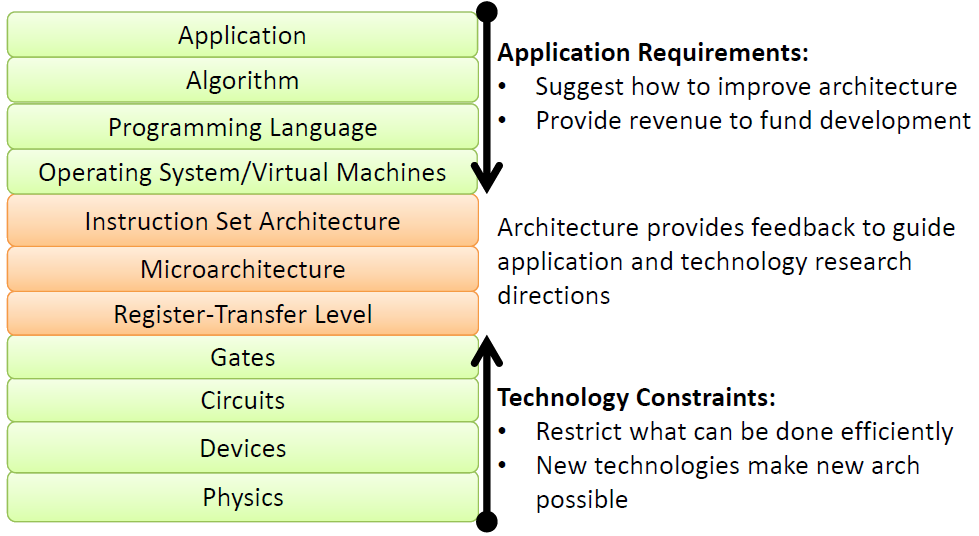 Application
Algorithm
Programming Language
Operating System/Virtual Machines
Instruction Set Architecture
Microarchitecture
Register-Transfer Level
Gates
Circuits
Devices
Physics
Application Requirements:
• Suggest how to improve architecture
• Provide revenue to fund development
Architecture provides feedback to guide
application and technology research
directions
Technology Constraints:
• Restrict what can be done efficiently
• New technologies make new arch
possible